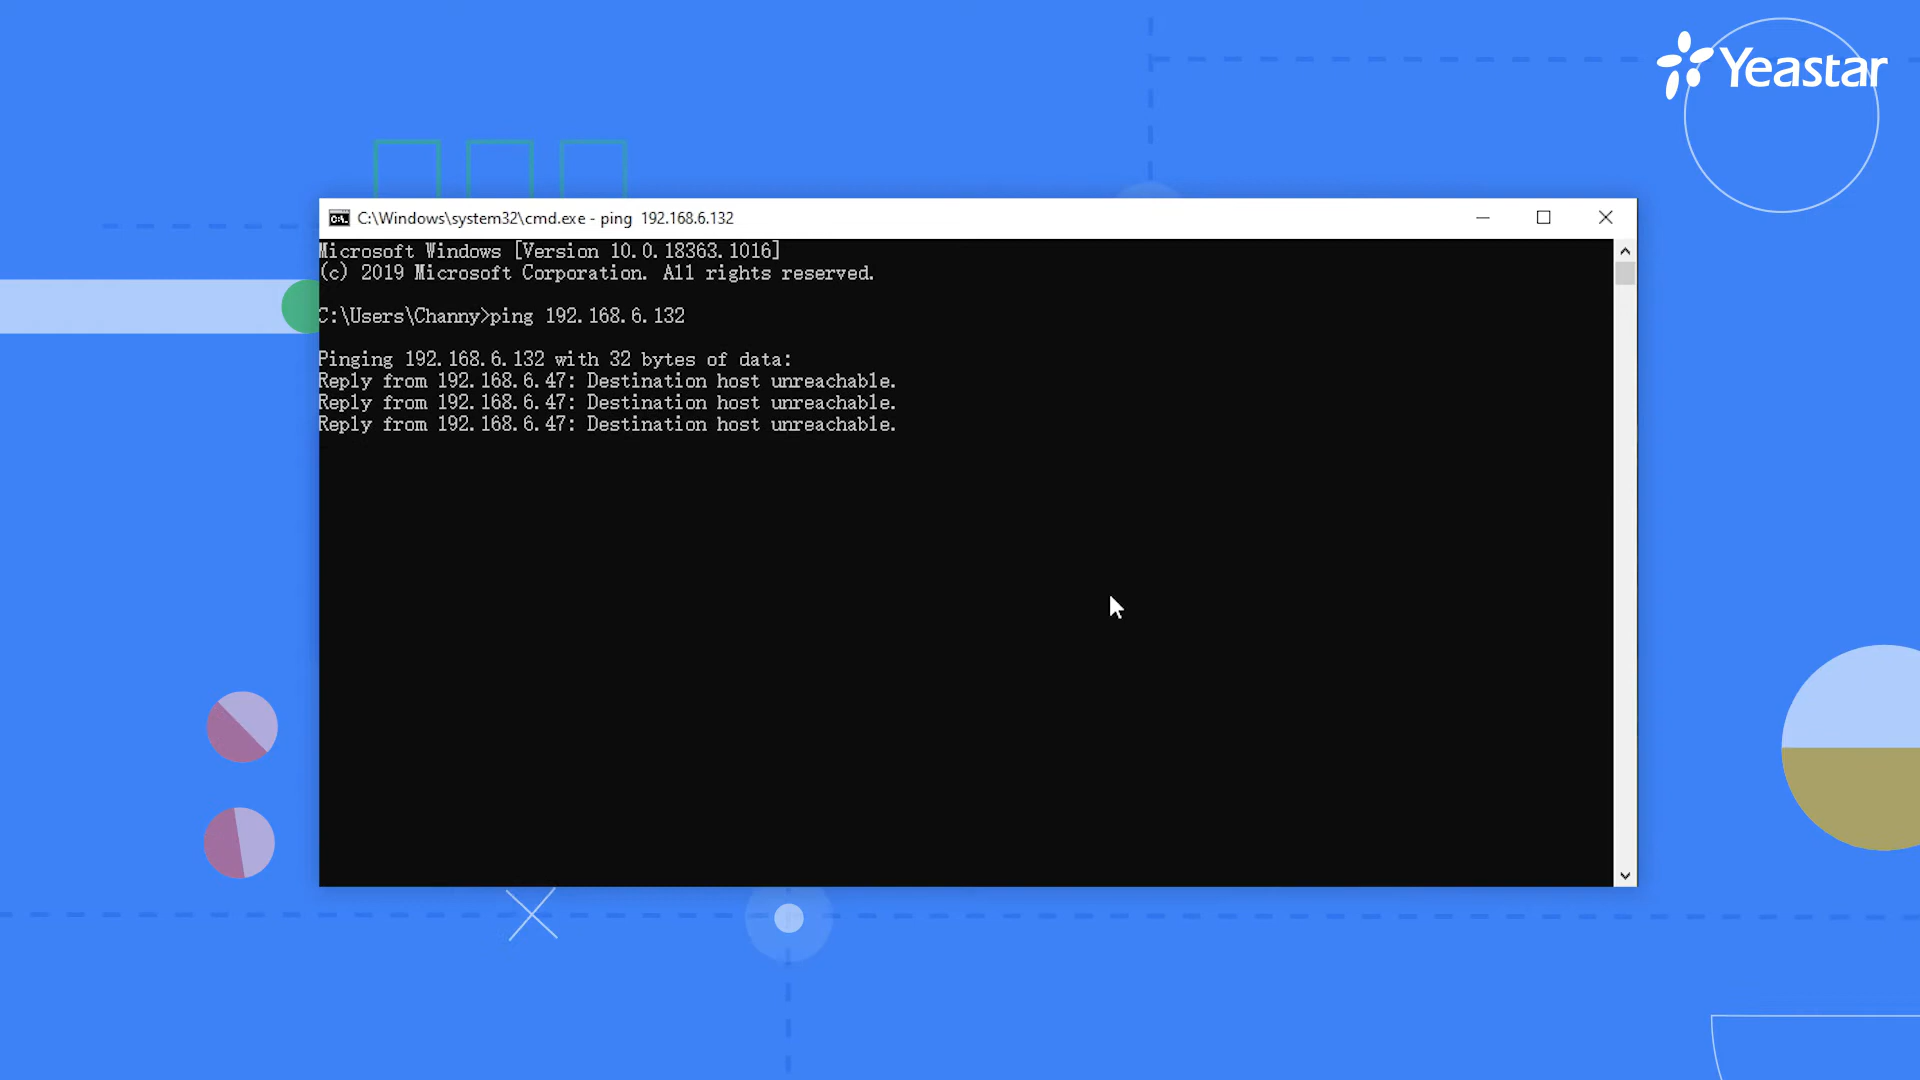 Yeastar
C:\Windows\system32\cmd.exe - ping  192.168.6.132
Microsoft Windows [Version 10.0.18363.1016]
(c) 2019 Microsoft Corporation. All rights reserved.
C:\Users\Channy>ping 192.168.6.132
Pinging 192.168.6.132 with 32 bytes of data:
Reply from 192.168.6.47: Destination host unreachable.
Reply from 192.168.6.47: Destination host unreachable.
Reply from 192.168.6.47: Destination host unreachable.